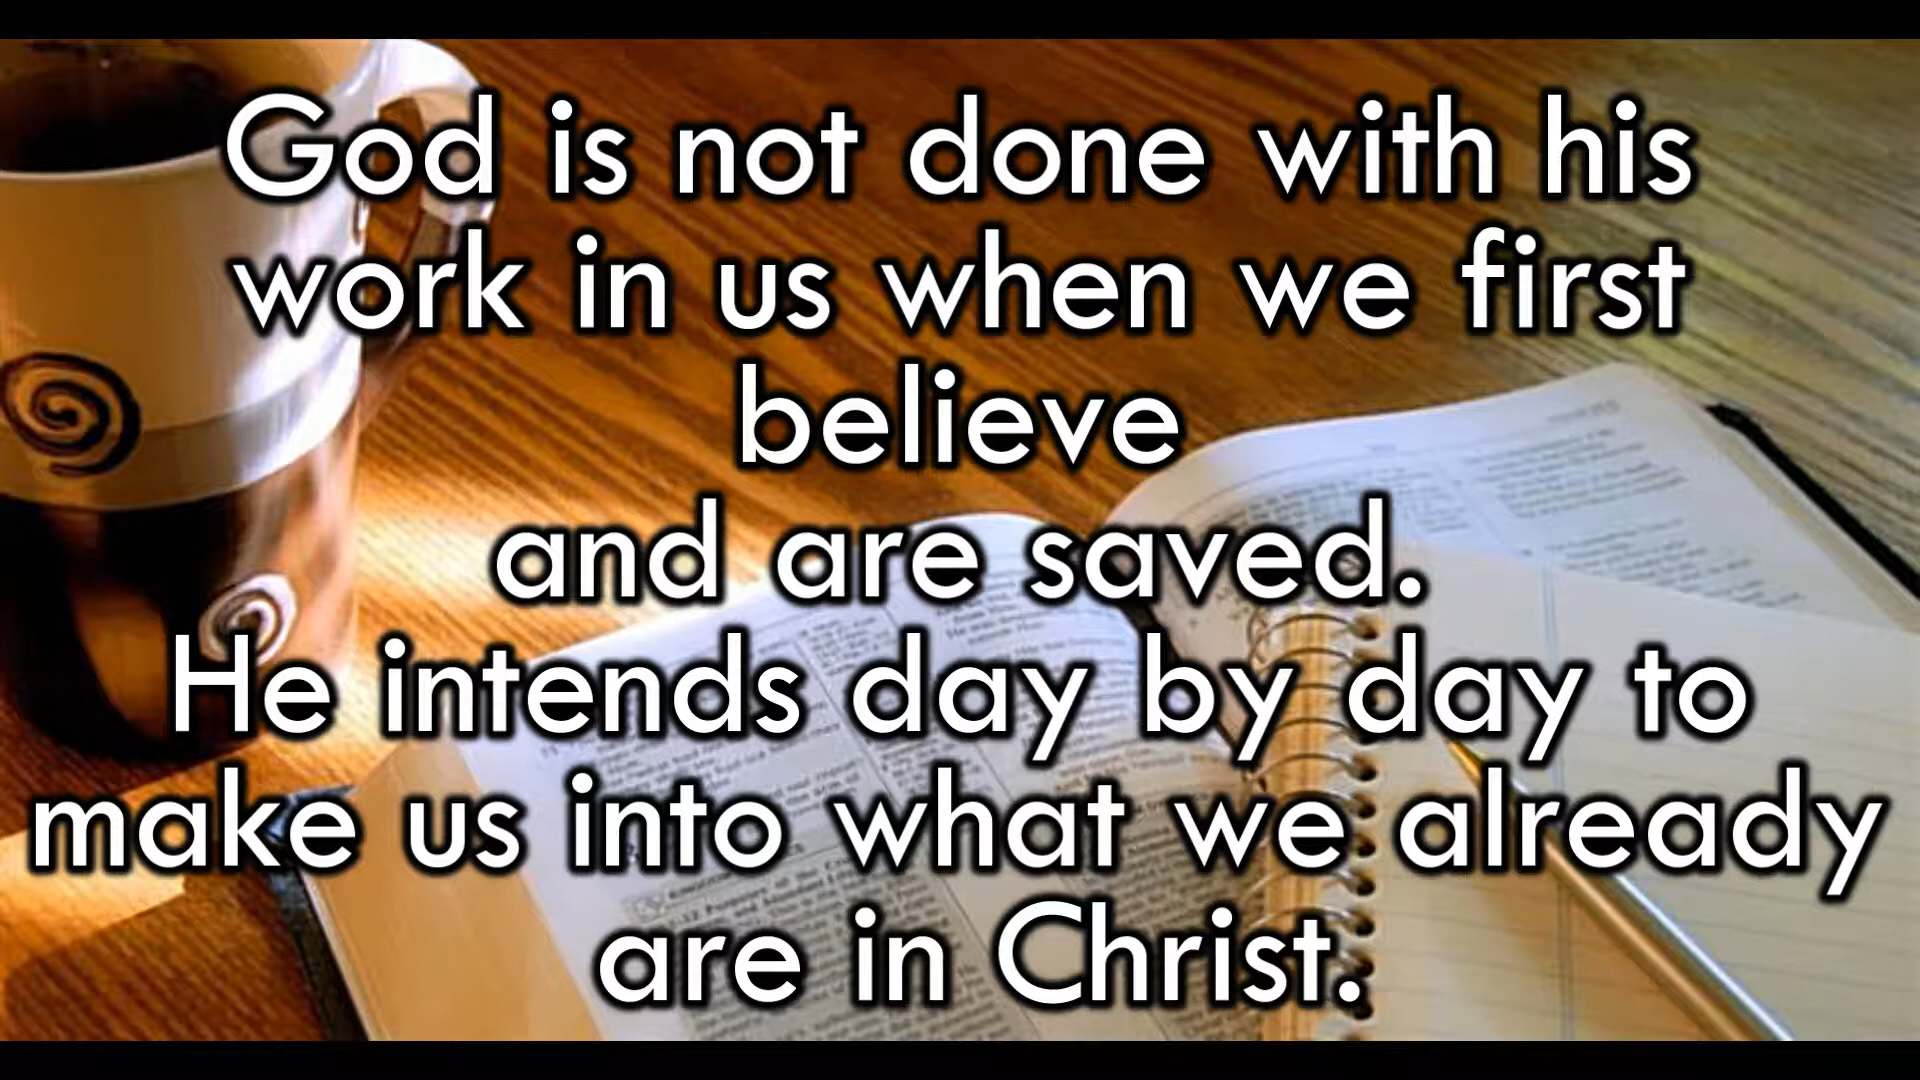 God is not done with his
work in us when we first
believe
and are saved.
He intends day by day to
make us into what we already
are in Christ.